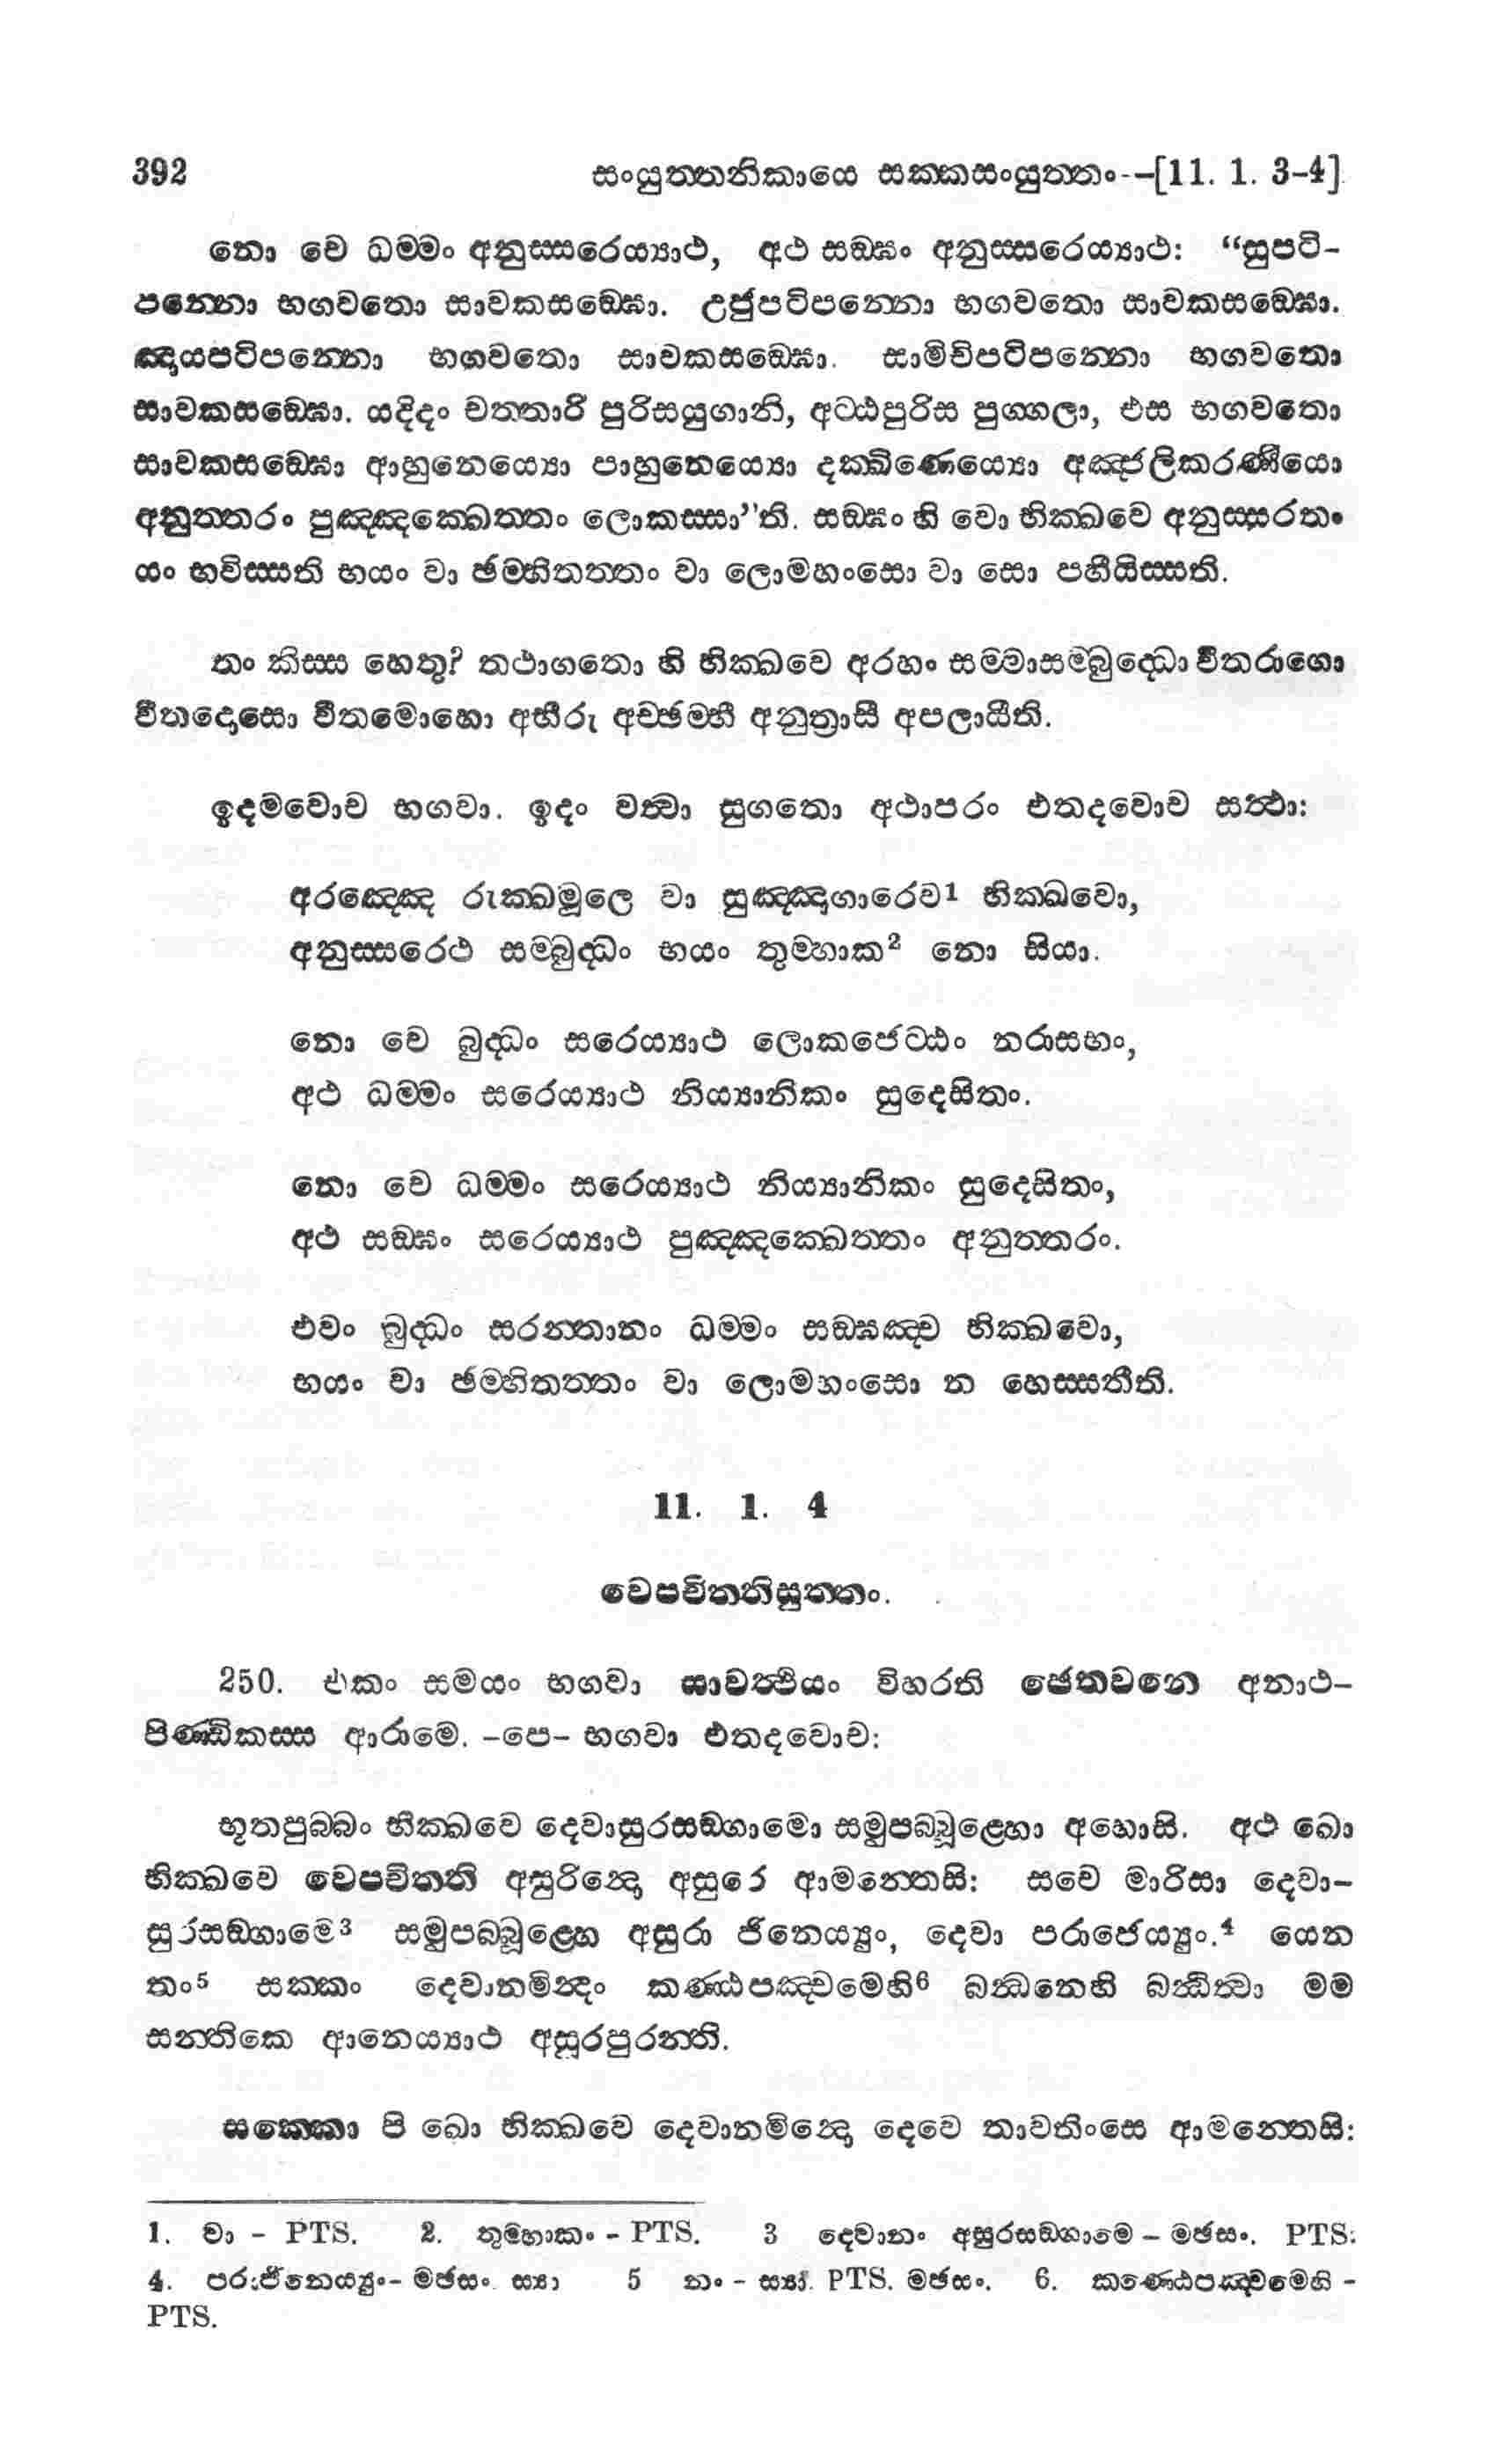 392 සංයුත්තනිකායෙ සක්කසංයුත්තං--[11. 1. 3-4]
නො චෙ ධම්මං අනුස්සරෙය්‍යාථ, අථ සඞ්ඝං අනුස්සරෙය්‍යාථ: “සුපටි-
පන්නො භගවතො සාවකසඞ්ඝො. උජුපටිපන්නො භගවතො සාවකසඞ්ඝො.
ඤායපටිපන්නො භගවතො සාවකසඞ්ඝො. සාමිචිපටිපන්නො භගවතො
සාවකසඞ්ඝො. යදිදං චත්තාරි පුරිසයුගානි, අට්ඨපුරිස පුග්ගලා, එස භගවතො
සාවකසඞ්ඝො ආහුනෙය්‍යො පාහුනෙය්‍යො දක්ඛිණෙය්‍යො අඤ්ජලිකරණීයො
අනුත්තරං පුඤ්ඤක්ඛෙත්තං ලොකස්සා’'ති. සඞ්ඝං හි වො භික්ඛවෙ අනුස්සරතං
යං භවිස්සති භයං වා ඡම්භිතත්තං වා ලොමහංසො වා සො පහීයිස්සති.
තං කිස්ස හෙතු? තථාගතො හි භික්ඛවෙ අරහං සම්මාසම්බුද්ධො වීතරාගො
වීතදොසො වීතමොහො අභීරු අච්ඡම්භී අනුත්‍රාසී අපලායීති.
ඉදමවොච භගවා. ඉදං වත්‍වා සුගතො අථාපරං එතදවොච සත්‍ථා:
අරඤ්ඤෙ රුක්ඛමූලෙ වා සුඤ්ඤාගාරෙව1 භික්ඛවො,
අනුස්සරෙථ සම්බුද්ධං භයං තුම්හාක2 නො සියා.
නො චෙ බුද්ධං සරෙය්‍යාථ ලොකජෙට්ඨං නරාසභං,
අථ ධම්මං සරෙය්‍යාථ නිය්‍යානිකං සුදෙසිතං.
නො චෙ ධම්මං සරෙය්‍යාථ නිය්‍යානිකං සුදෙසිතං,
අථ සඞ්ඝං සරෙය්‍යාථ පුඤ්ඤක්ඛෙත්තං අනුත්තරං.
එවං බුද්ධං සරන්තානං ධම්මං සඞ්ඝඤ්ච භික්ඛවො,
භයං වා ඡම්භිතත්තං වා ලොමහංසො න හෙස්සතීති.
11. 1. 4
වෙපචිත්තිසුත්තං.
250. එකං සමයං භගවා සාවත්‍ථියං විහරති ජෙතවනෙ අනාථ-
පිණ්ඩිකස්ස ආරාමෙ. -පෙ- භගවා එතදවොච:
භූතපුබ්බං භික්ඛවෙ දෙවාසුරසඞ්ගාමො සමුපබ්බූළ්හො අහොසි. අථ ඛො
භික්ඛවෙ වෙපචිත්ති අසුරින්‍දො අසුරෙ ආමන්තෙසි: සචෙ මාරිසා දෙවා-
සුරසඞ්ගාමෙ3 සමුපබ්බූළ්හෙ අසුරා ජිනෙය්‍යුං, දෙවා පරාජෙය්‍යුං.4 යෙන
නං5 සක්කං දෙවානමින්‍දං කණ්ඨපඤ්චමෙහි6 බන්‍ධනෙහි බන්‍ධිත්‍වා මම
සන්තිකෙ ආනෙය්‍යාථ අසුරපුරන්ති.
සක්කො පි ඛො භික්ඛවෙ දෙවානමින්‍දො දෙවෙ තාවතිංසෙ ආමන්තෙසි:
1. වා - PTS. 2. තුම්හාකං - PTS. 3 දෙවානං අසුරසඞ්ගාමෙ - මඡසං. PTS.
4. පරාජිනෙය්‍යුං- මඡසං. ස්‍යා 5 නං - ස්‍යා. PTS. මඡසං. 6. කණ්ඨෙපඤ්චමෙහි -
PTS.